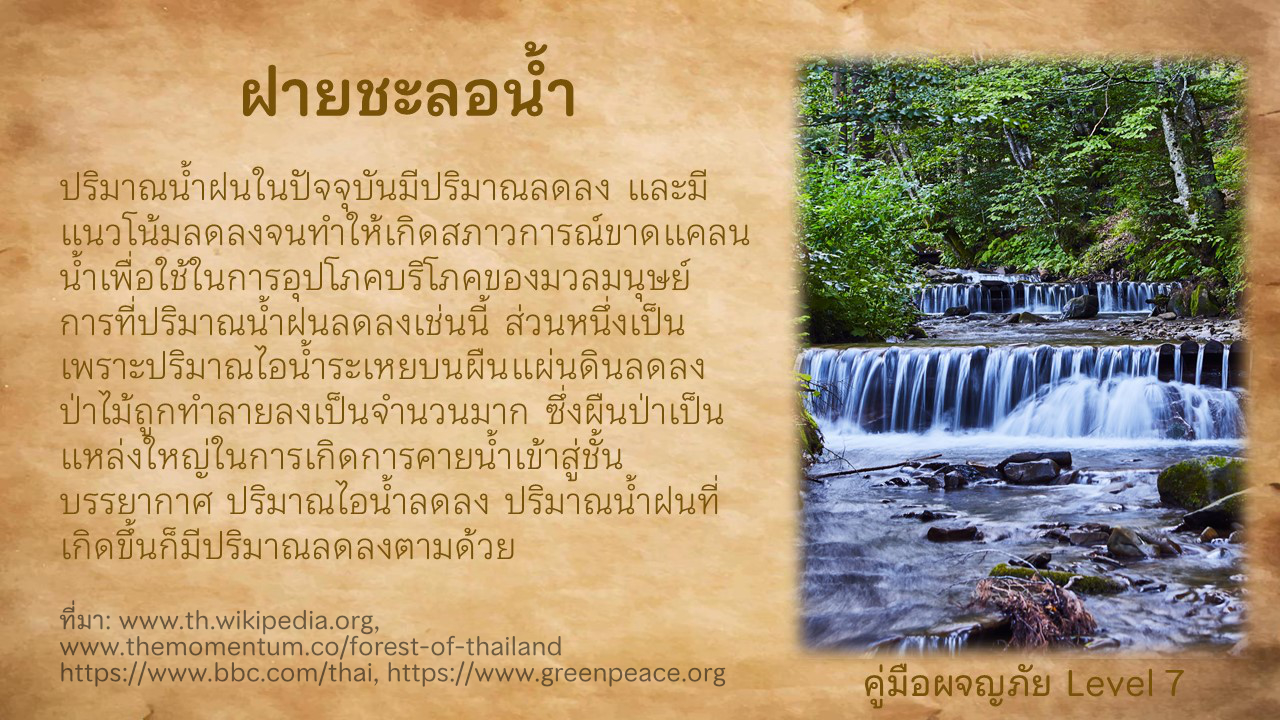 ฝายชะลอน้ำ
ปริมาณน้ำฝนในปัจจุบันมีปริมาณลดลง และมี
แนวโน้มลดลงจนทำให้เกิดสภาวการณ์ขาดแคลน
น้ำเพื่อใช้ในการอุปโภคบริโภคของมวลมนุษย์
การที่ปริมาณน้ำฝนลดลงเช่นนี้ ส่วนหนึ่งเป็น
เพราะปริมาณไอน้ำระเหยบนผืนแผ่นดินลดลง
ป่าไม้ถูกทำลายลงเป็นจำนวนมาก ซึ่งผืนป่าเป็น
แหล่งใหญ่ในการเกิดการคายน้ำเข้าสู่ชั้น
บรรยากาศ ปริมาณไอน้ำลดลง ปริมาณน้ำฝนที่
เกิดขึ้นก็มีปริมาณลดลงตามด้วย
ที่มา: www.th.wikipedia.org,
www.themomentum.co/forest-of-thailand
https://www.bbc.com/thai, https://www.greenpeace.org
คู่มือผจญภัย Level 7